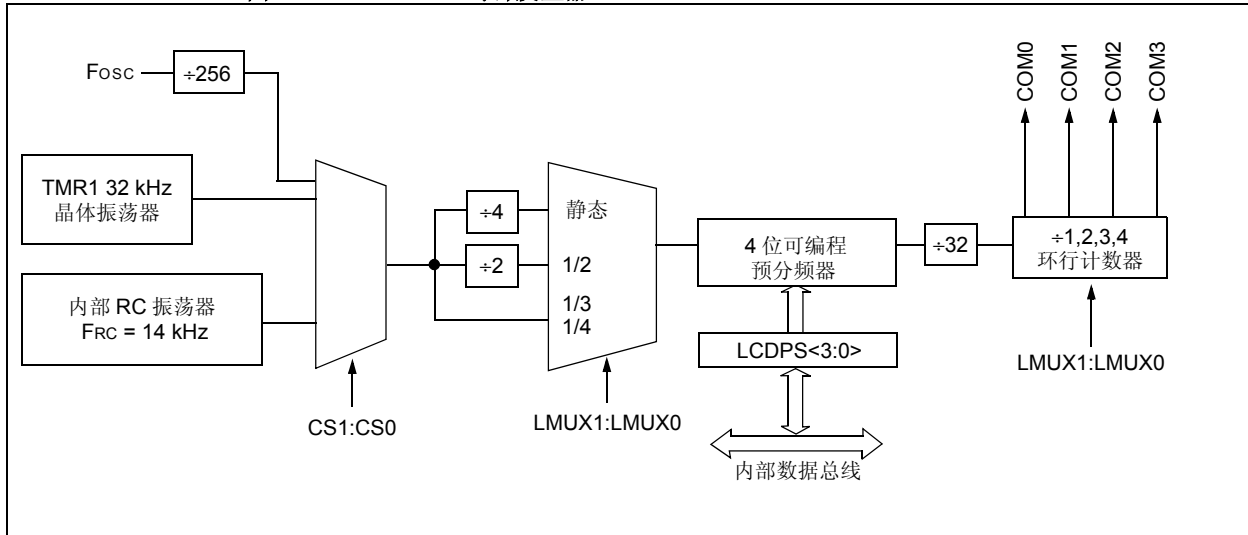 Fosc
÷256
TMR1 32 kHz
晶体振荡器
内部 RC 振荡器
FRC = 14 kHz
CS1:CS0
÷4
÷2
静态
1/2
1/3
1/4
LMUX1:LMUX0
4 位可编程
预分频器
LCDPS<3:0>
内部数据总线
÷32
COM0
COM1
COM2
COM3
÷1,2,3,4
环行计数器
LMUX1:LMUX0